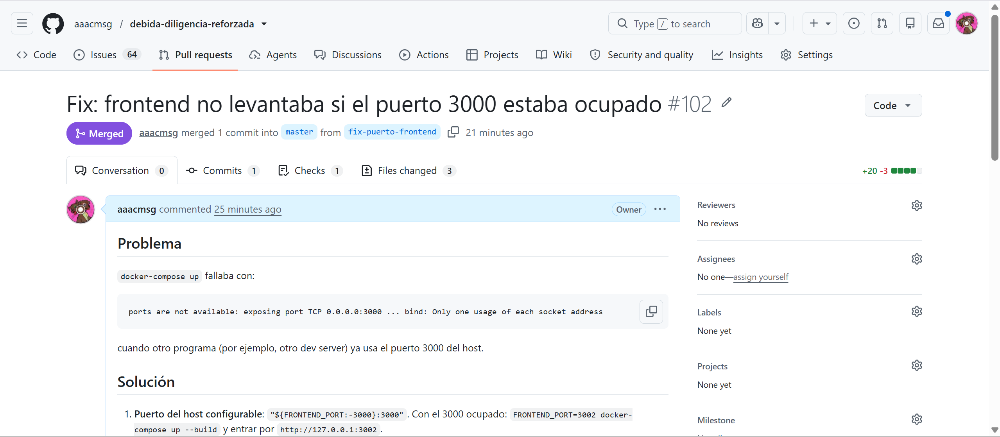 aaacmsg / debida-diligencia-reforzada
Type / to search
Code
Issues 64
Pull requests
Agents
Discussions
Actions
Projects
Wiki
Security and quality
Insights
Settings
Fix: frontend no levantaba si el puerto 3000 estaba ocupado #102
Code
Merged
aaacmsg merged 1 commit into master from fix-puerto-frontend 21 minutes ago
Conversation 0
Commits 1
Checks 1
Files changed 3
+20 -3
aaacmsg commented 25 minutes ago
Owner
Problema
docker-compose up fallaba con:
ports are not available: exposing port TCP 0.0.0.0:3000 ... bind: Only one usage of each socket address
cuando otro programa (por ejemplo, otro dev server) ya usa el puerto 3000 del host.
Solución
1. Puerto del host configurable: "${FRONTEND_PORT:-3000}:3000". Con el 3000 ocupado: FRONTEND_PORT=3002 docker-
compose up --build y entrar por http://127.0.0.1:3002.
Reviewers
No reviews
Assignees
No one—assign yourself
Labels
None yet
Projects
None yet
Milestone